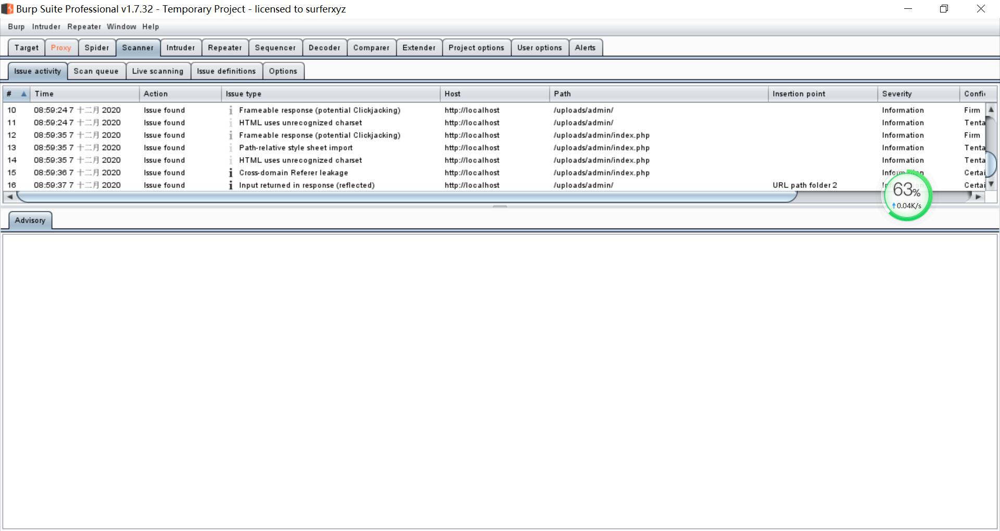 Burp Suite Professional v1.7.32 - Temporary Project - licensed to surferxyz
Burp Intruder Repeater Window Help
Target Proxy Spider Scanner Intruder Repeater Sequencer Decoder Comparer Extender Project options User options Alerts
Issue activity Scan queue Live scanning Issue definitions Options
# Time Action Issue type Host Path Insertion point Severity
10 08:59:24 7 十二月 2020 Issue found Frameable response (potential Clickjacking) http://localhost /uploads/admin/ Information Firm
11 08:59:24 7 十二月 2020 Issue found HTML uses unrecognized charset http://localhost /uploads/admin/ Information Tenta
12 08:59:35 7 十二月 2020 Issue found Frameable response (potential Clickjacking) http://localhost /uploads/admin/index.php Information Firm
13 08:59:35 7 十二月 2020 Issue found Path-relative style sheet import http://localhost /uploads/admin/index.php Information Tenta
14 08:59:35 7 十二月 2020 Issue found HTML uses unrecognized charset http://localhost /uploads/admin/index.php Information Tenta
15 08:59:36 7 十二月 2020 Issue found Cross-domain Referer leakage http://localhost /uploads/admin/index.php Information Certai
16 08:59:37 7 十二月 2020 Issue found Input returned in response (reflected) http://localhost /uploads/admin/ URL path folder 2 Certai
63%
0.04K/s
Advisory